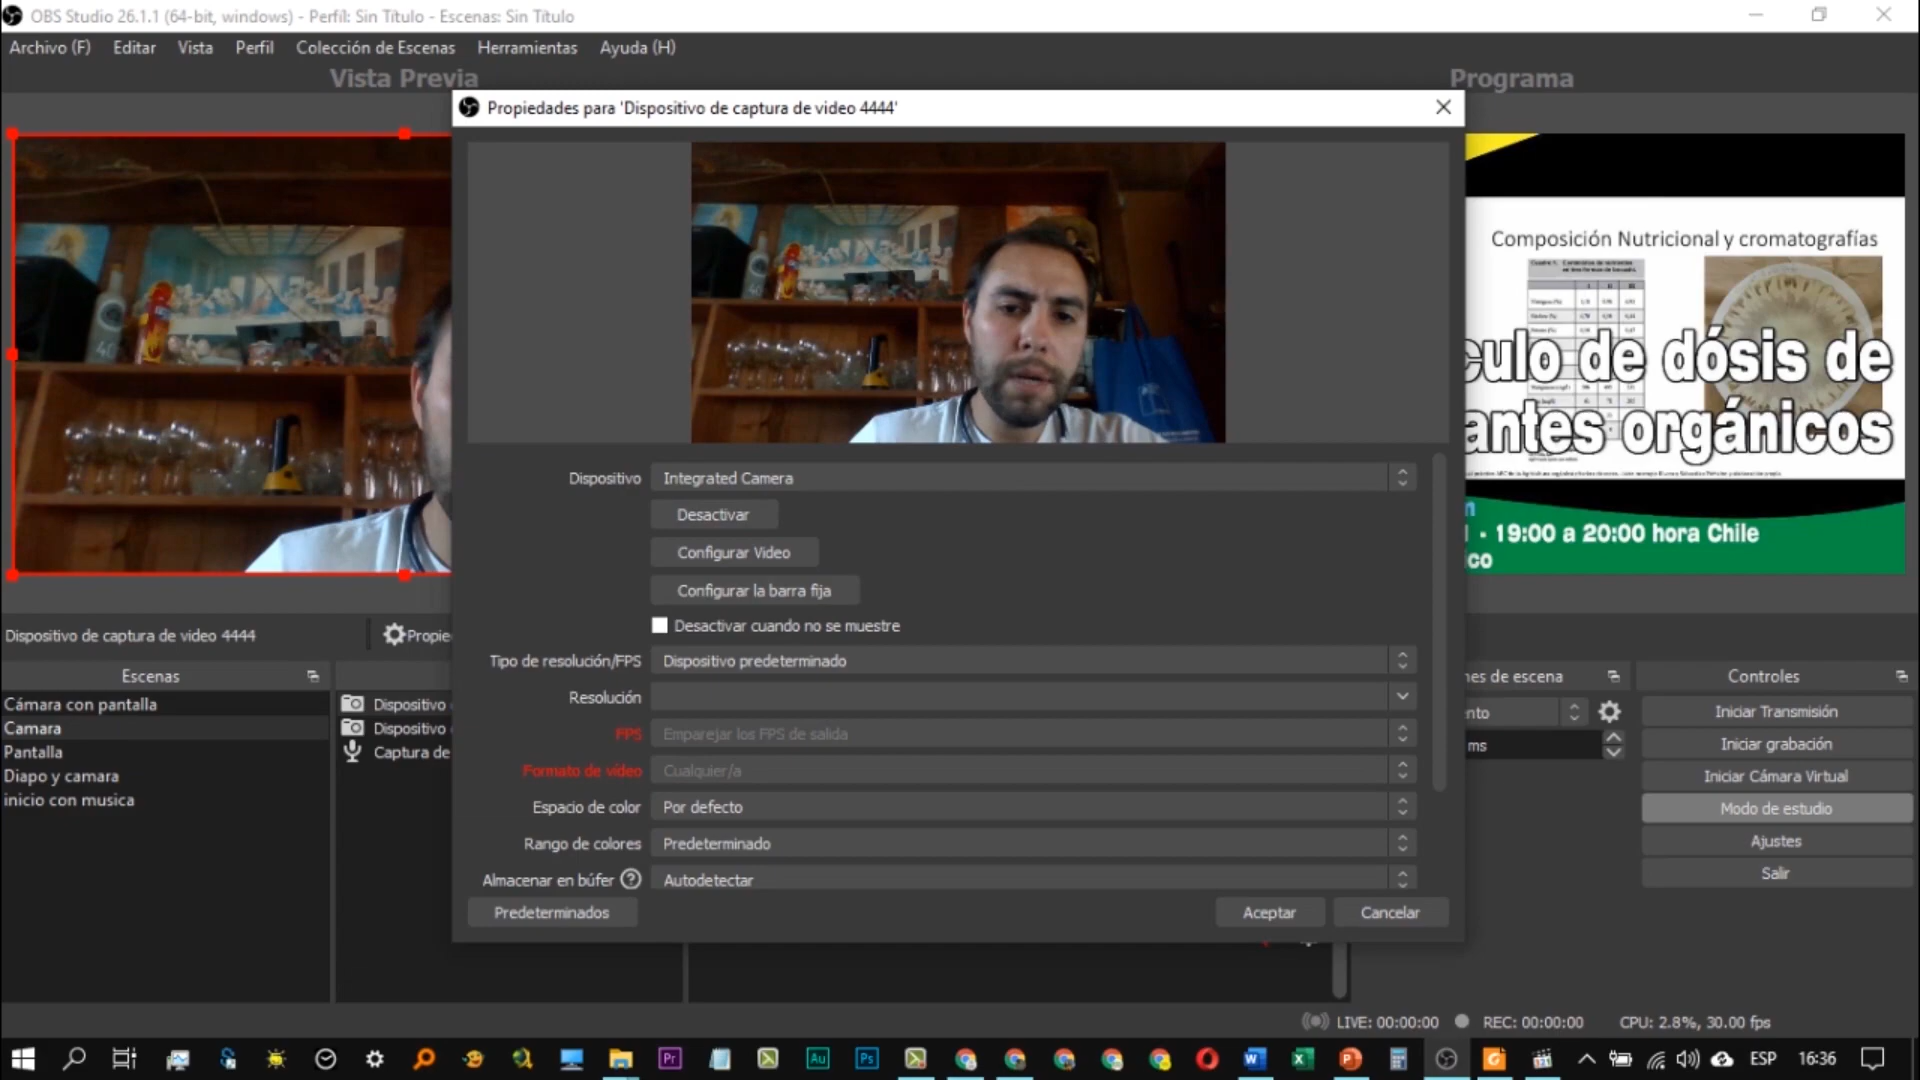 OBS Studio 26.1.1 (64-bit, windows) - Perfil: Sin Título - Escenas: Sin Título
Archivo (F) Editar Vista Perfil Colección de Escenas Herramientas Ayuda (H)
Vista Previa
Programa
Propiedades para 'Dispositivo de captura de video 4444'
Composición Nutricional y cromatografías
culo de dósis de
antes orgánicos
- 19:00 a 20:00 hora Chile
co
Dispositivo Integrated Camera
Desactivar
Configurar Video
Configurar la barra fija
Desactivar cuando no se muestre
Tipo de resolución/FPS Dispositivo predeterminado
Resolución
FPS Emparejar los FPS de salida
Formato de vídeo Cualquier/a
Espacio de color Por defecto
Rango de colores Predeterminado
Almacenar en búfer ? Autodetectar
Predeterminados Aceptar Cancelar
Dispositivo de captura de video 4444 Propie
Escenas
Cámara con pantalla
Camara
Pantalla
Diapo y camara
inicio con musica
Dispositivo
Dispositivo
Captura de
nes de escena
nto
ms
Controles
Iniciar Transmisión
Iniciar grabación
Iniciar Cámara Virtual
Modo de estudio
Ajustes
Salir
LIVE: 00:00:00 REC: 00:00:00 CPU: 2.8%, 30.00 fps
Pr Au Ps W X P ESP 16:36